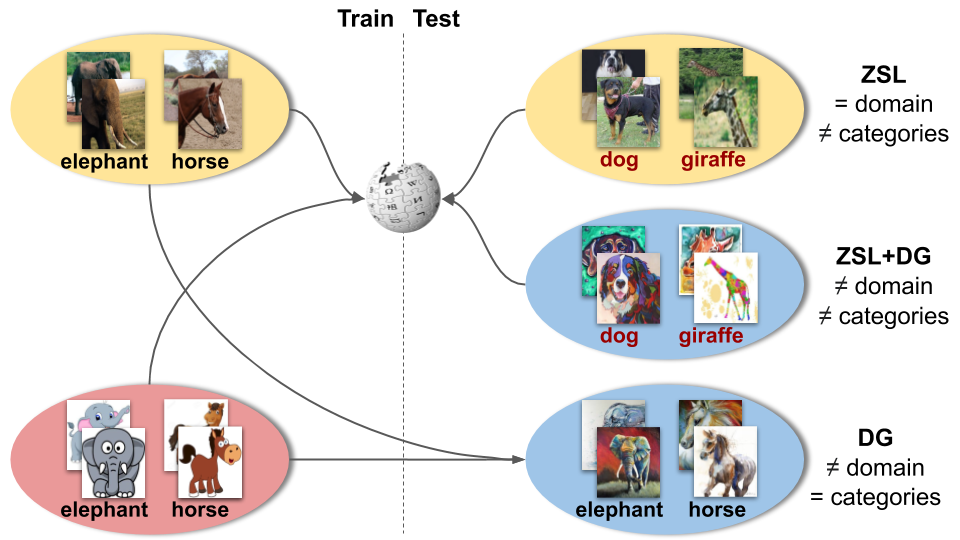 Train Test
elephant horse
dog giraffe
ZSL
= domain
≠ categories
dog giraffe
ZSL+DG
≠ domain
≠ categories
elephant horse
elephant horse
DG
≠ domain
= categories